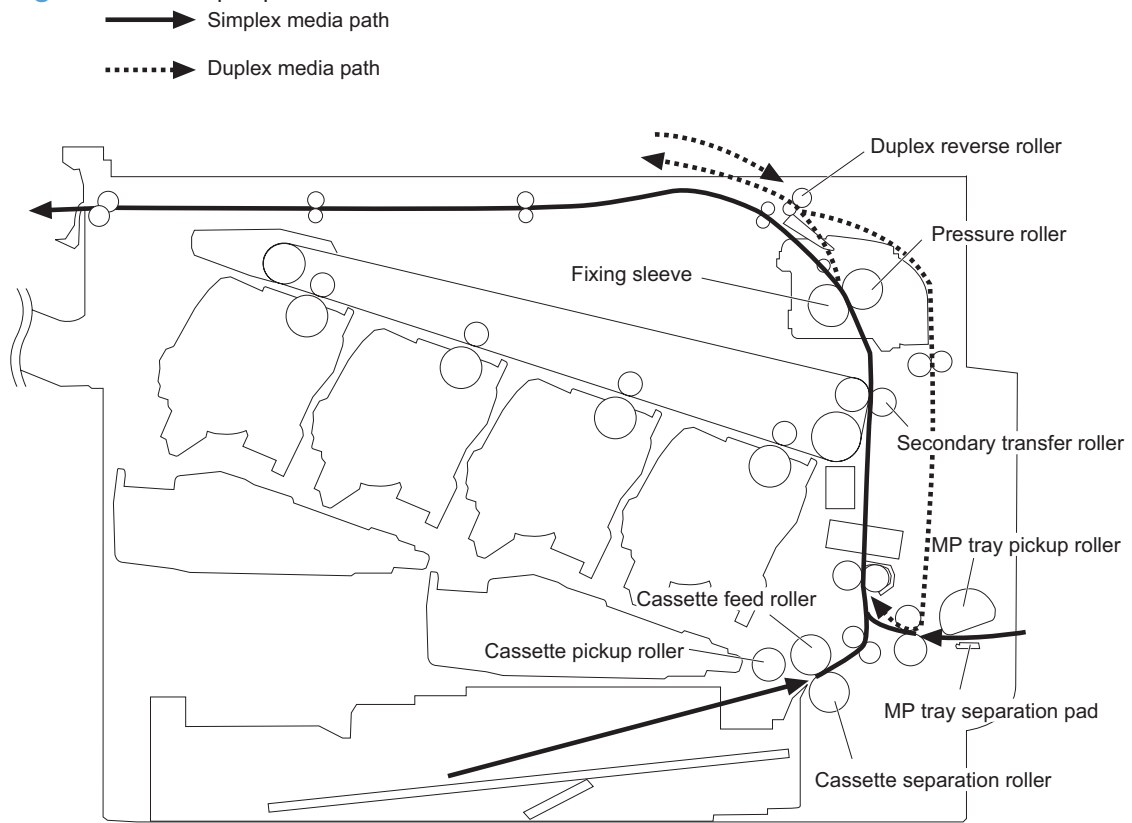 Simplex media path
Duplex media path
Duplex reverse roller
Pressure roller
Fixing sleeve
Secondary transfer roller
MP tray pickup roller
Cassette feed roller
Cassette pickup roller
MP tray separation pad
Cassette separation roller